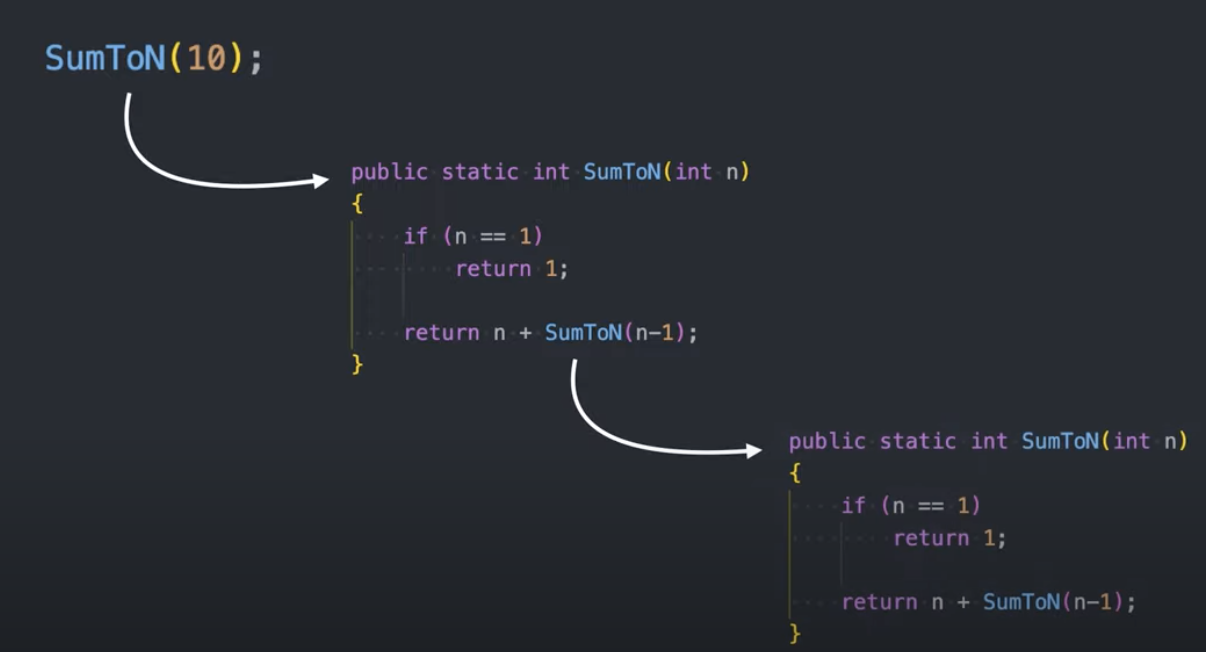 SumToN(10);
public static int SumToN(int n)
{
if (n == 1)
return 1;
return n + SumToN(n-1);
}
public static int SumToN(int n)
{
if (n == 1)
return 1;
return n + SumToN(n-1);
}